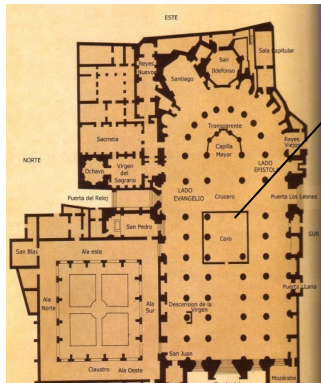 ESTE
Reyes
Nuevos
Santiago
San
Ildefonso
Sala Capitular
Transparente
Capilla
Mayor
Reyes
Viejos
Sacristia
Ochavo
Virgen
del
Sagrario
NORTE
LADO
EVANGELIO
Crucero
LADO
EPISTOLA
Puerta del Reloj
Puerta Los Leones
San Pedro
Coro
SUR
San Blas
Ala este
Ala
Norte
Ala
Sur
Puerta Llana
Descension de la
Virgen
San Juan
Claustro
Ala Oeste
Mozárabe